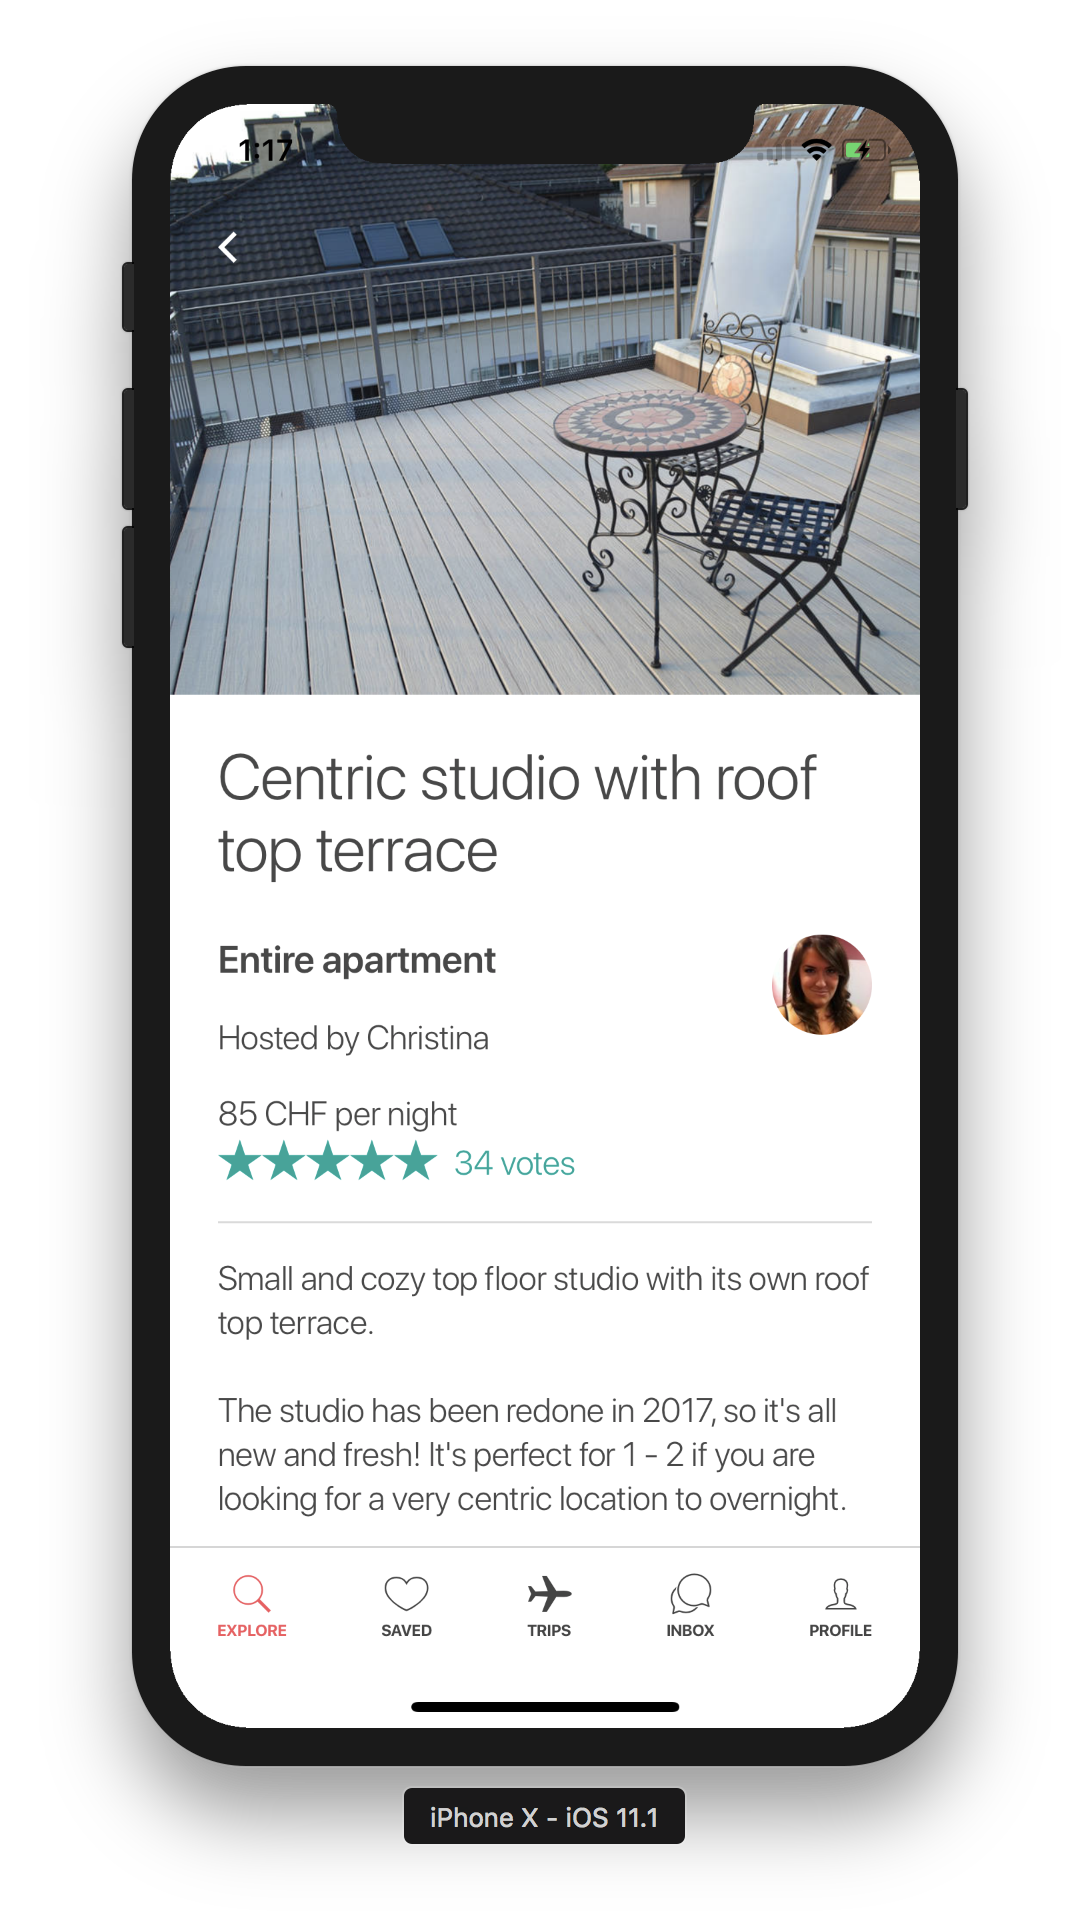 1:17
Centric studio with roof
top terrace
Entire apartment
Hosted by Christina
85 CHF per night
★★★★★ 34 votes
Small and cozy top floor studio with its own roof
top terrace.
The studio has been redone in 2017, so it's all
new and fresh! It's perfect for 1 - 2 if you are
looking for a very centric location to overnight.
EXPLORE SAVED TRIPS INBOX PROFILE
iPhone X - iOS 11.1